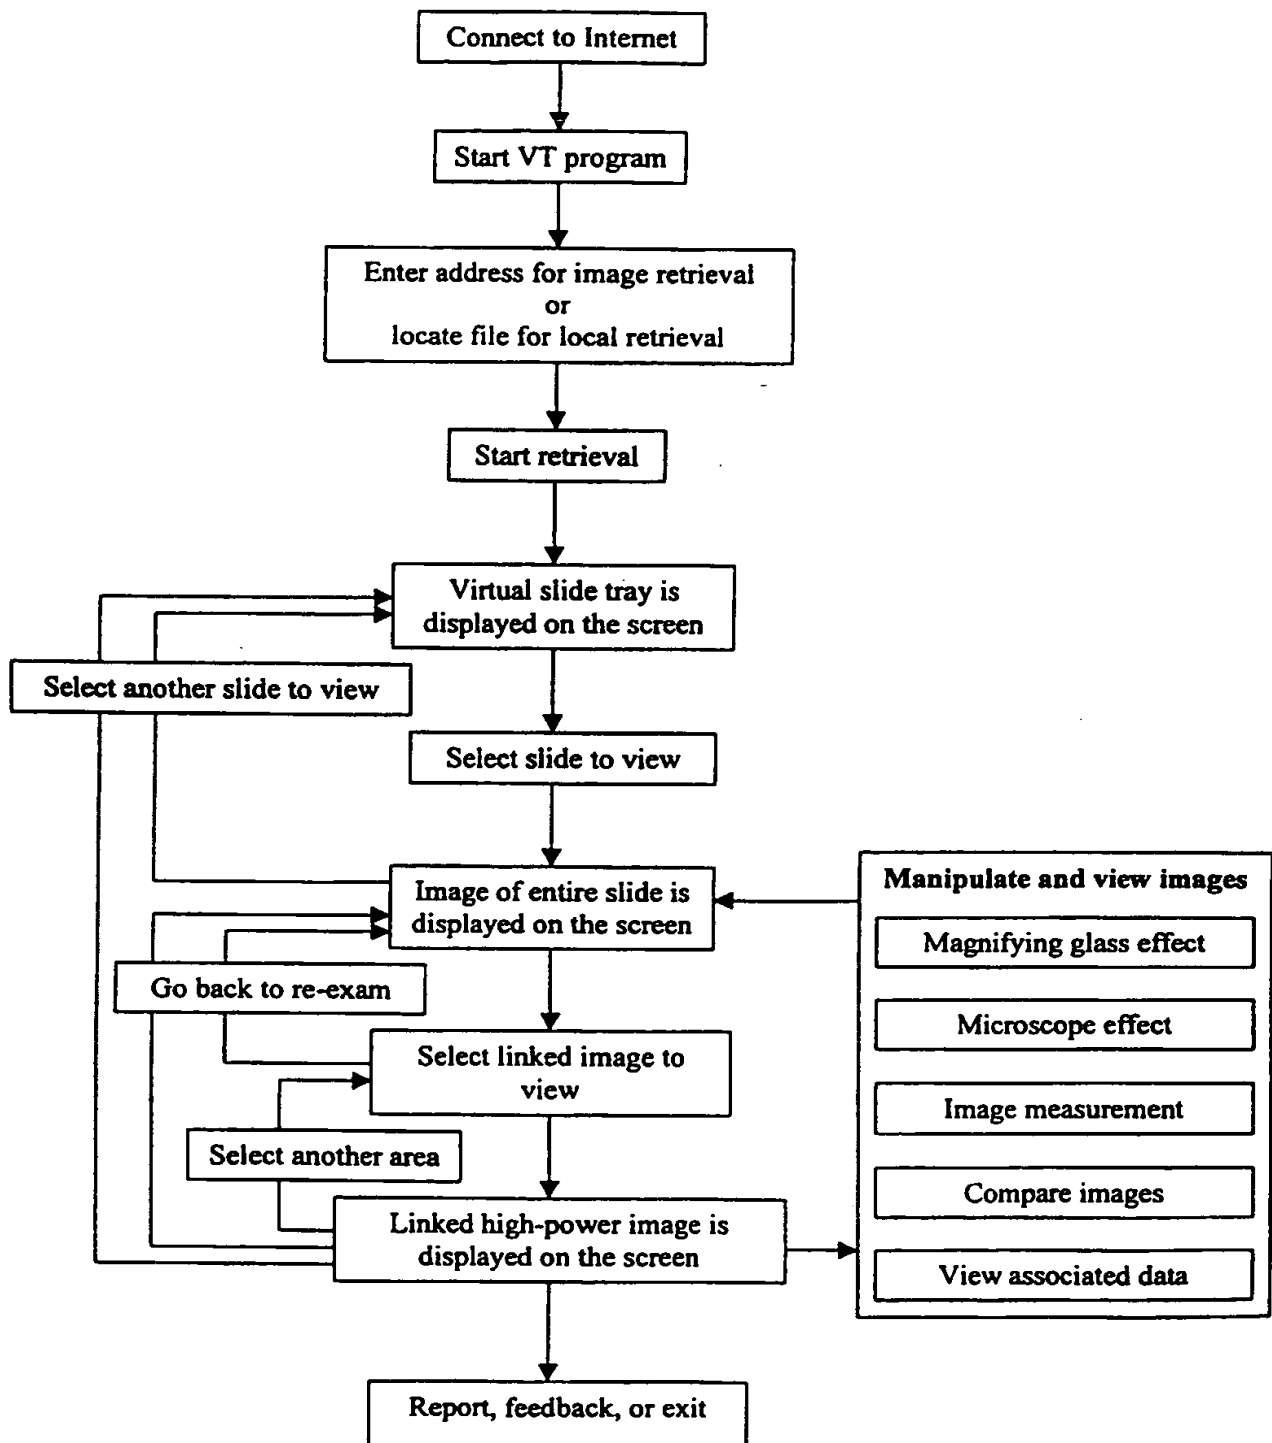 Connect to Internet
Start VT program
Enter address for image retrieval
or
locate file for local retrieval
Start retrieval
Virtual slide tray is
displayed on the screen
Select another slide to view
Select slide to view
Image of entire slide is
displayed on the screen
Go back to re-exam
Select linked image to
view
Select another area
Linked high-power image is
displayed on the screen
Report, feedback, or exit
Manipulate and view images
Magnifying glass effect
Microscope effect
Image measurement
Compare images
View associated data